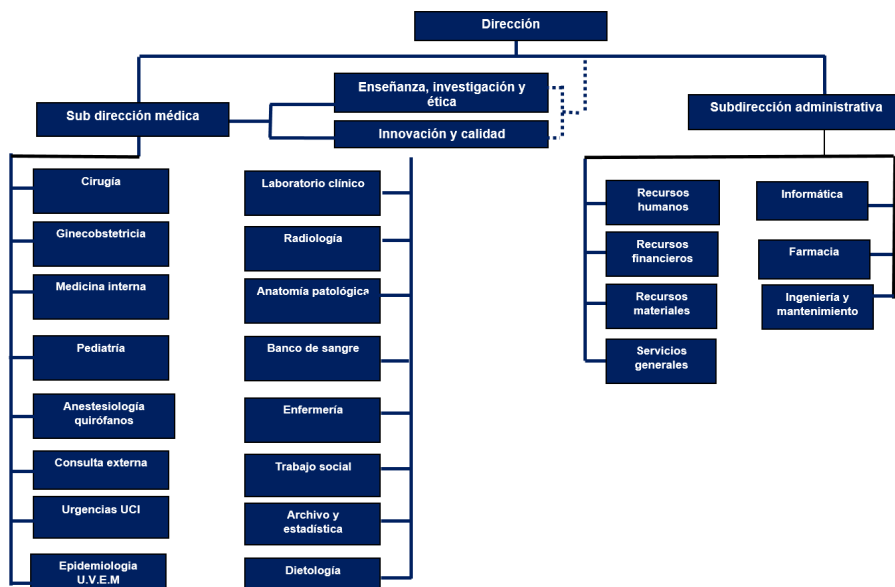 Dirección
Enseñanza, investigación y
ética
Sub dirección médica
Innovación y calidad
Subdirección administrativa
Cirugía
Ginecobstetricia
Medicina interna
Pediatría
Anestesiología
quirófanos
Consulta externa
Urgencias UCI
Epidemiologia
U.V.E.M
Laboratorio clínico
Radiología
Anatomía patológica
Banco de sangre
Enfermería
Trabajo social
Archivo y
estadística
Dietología
Recursos
humanos
Recursos
financieros
Recursos
materiales
Servicios
generales
Informática
Farmacia
Ingeniería y
mantenimiento